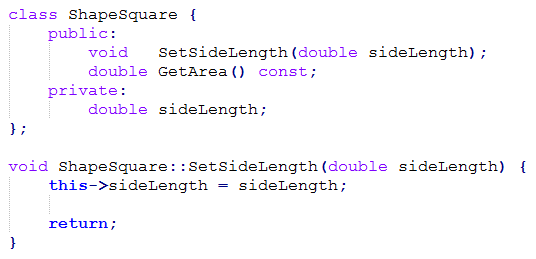 class ShapeSquare {
    public:
        void   SetSideLength(double sideLength);
        double GetArea() const;
    private:
        double sideLength;
};

void ShapeSquare::SetSideLength(double sideLength) {
    this->sideLength = sideLength;

    return;
}